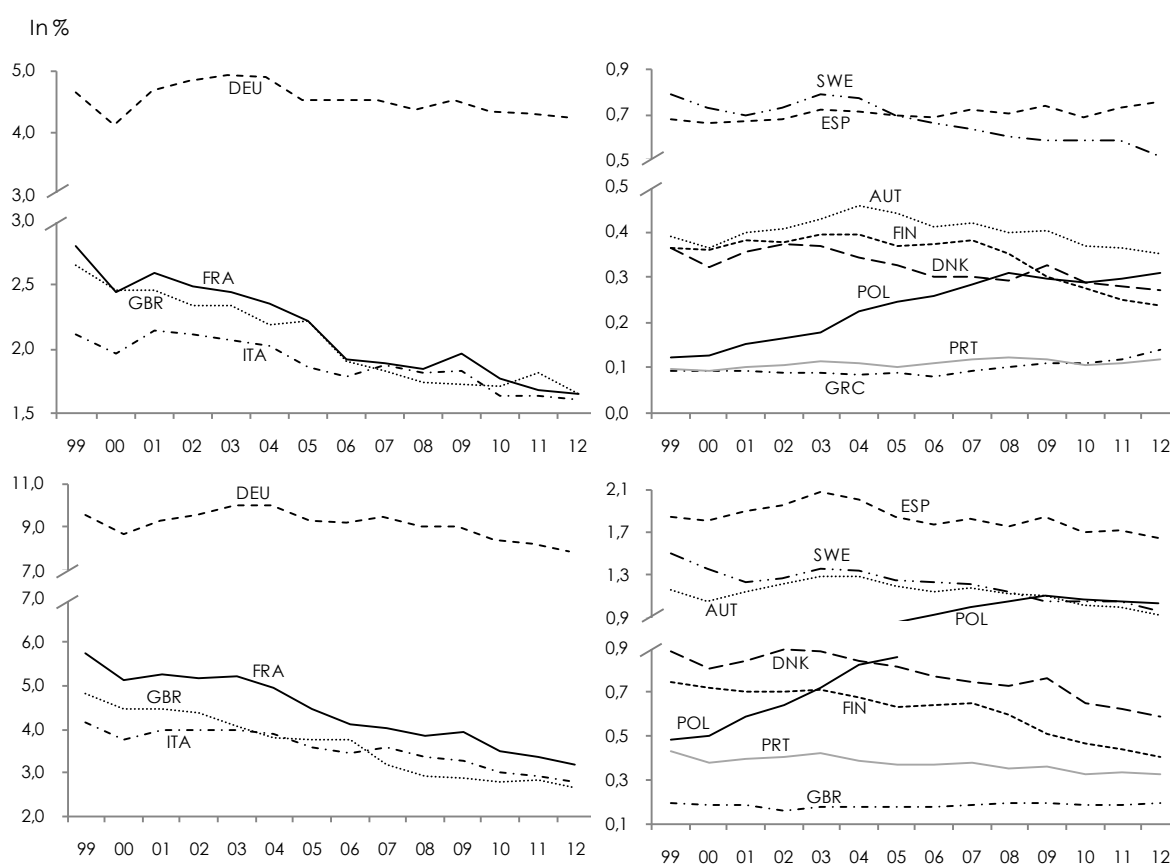 In %
5,0
4,0
3,0
3,0
2,5
2,0
1,5
DEU
FRA
GBR
ITA
99 00 01 02 03 04 05 06 07 08 09 10 11 12
0,9
0,7
0,5
0,5
0,4
0,3
0,2
0,1
0,0
SWE
ESP
AUT
FIN
DNK
POL
PRT
GRC
99 00 01 02 03 04 05 06 07 08 09 10 11 12
11,0
9,0
7,0
7,0
6,0
5,0
4,0
3,0
2,0
DEU
FRA
GBR
ITA
99 00 01 02 03 04 05 06 07 08 09 10 11 12
2,1
1,7
1,3
0,9
0,9
0,7
0,5
0,3
0,1
ESP
SWE
AUT
POL
DNK
FIN
POL
PRT
GBR
99 00 01 02 03 04 05 06 07 08 09 10 11 12